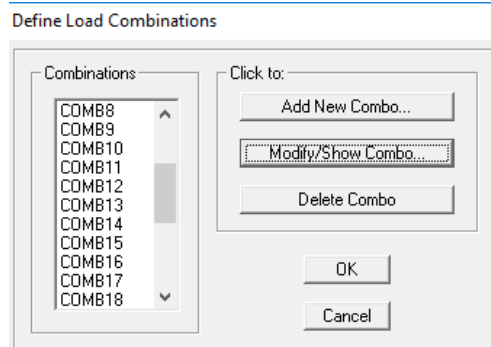 Define Load Combinations
Combinations
COMB8
COMB9
COMB10
COMB11
COMB12
COMB13
COMB14
COMB15
COMB16
COMB17
COMB18
Click to:
Add New Combo...
Modify/Show Combo...
Delete Combo
OK
Cancel